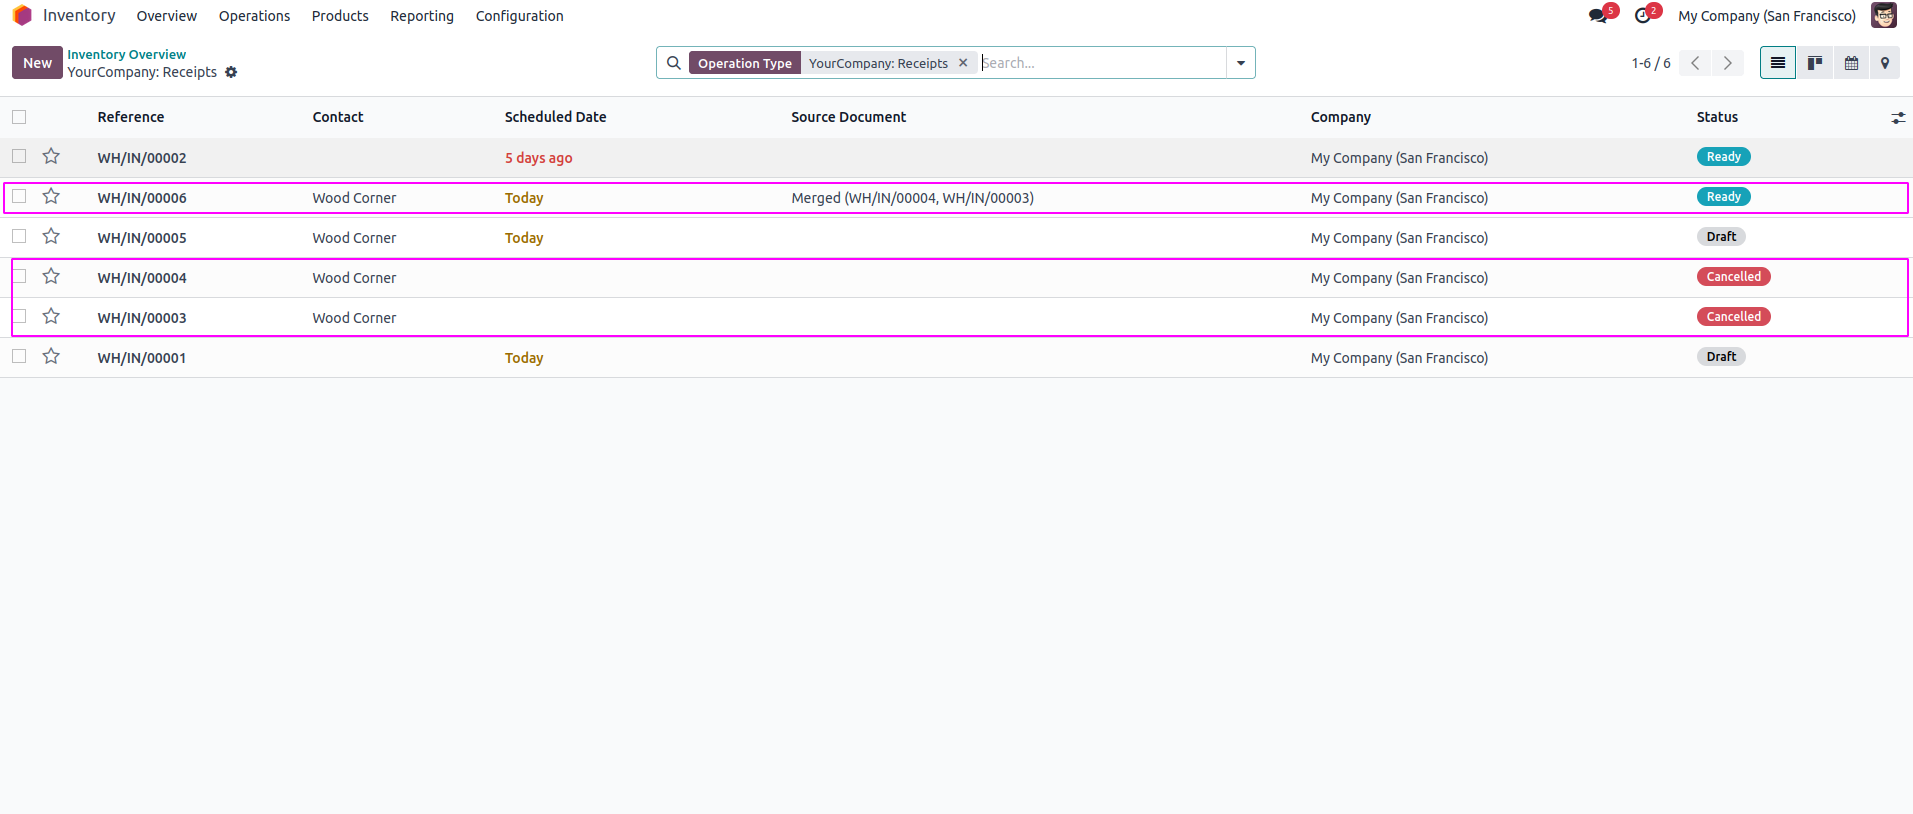 Inventory Overview Operations Products Reporting Configuration 5 2 My Company (San Francisco)
New Inventory Overview
YourCompany: Receipts
Operation Type YourCompany: Receipts × Search... 1-6 / 6
Reference Contact Scheduled Date Source Document Company Status
WH/IN/00002 5 days ago My Company (San Francisco) Ready
WH/IN/00006 Wood Corner Today Merged (WH/IN/00004, WH/IN/00003) My Company (San Francisco) Ready
WH/IN/00005 Wood Corner Today My Company (San Francisco) Draft
WH/IN/00004 Wood Corner My Company (San Francisco) Cancelled
WH/IN/00003 Wood Corner My Company (San Francisco) Cancelled
WH/IN/00001 Today My Company (San Francisco) Draft